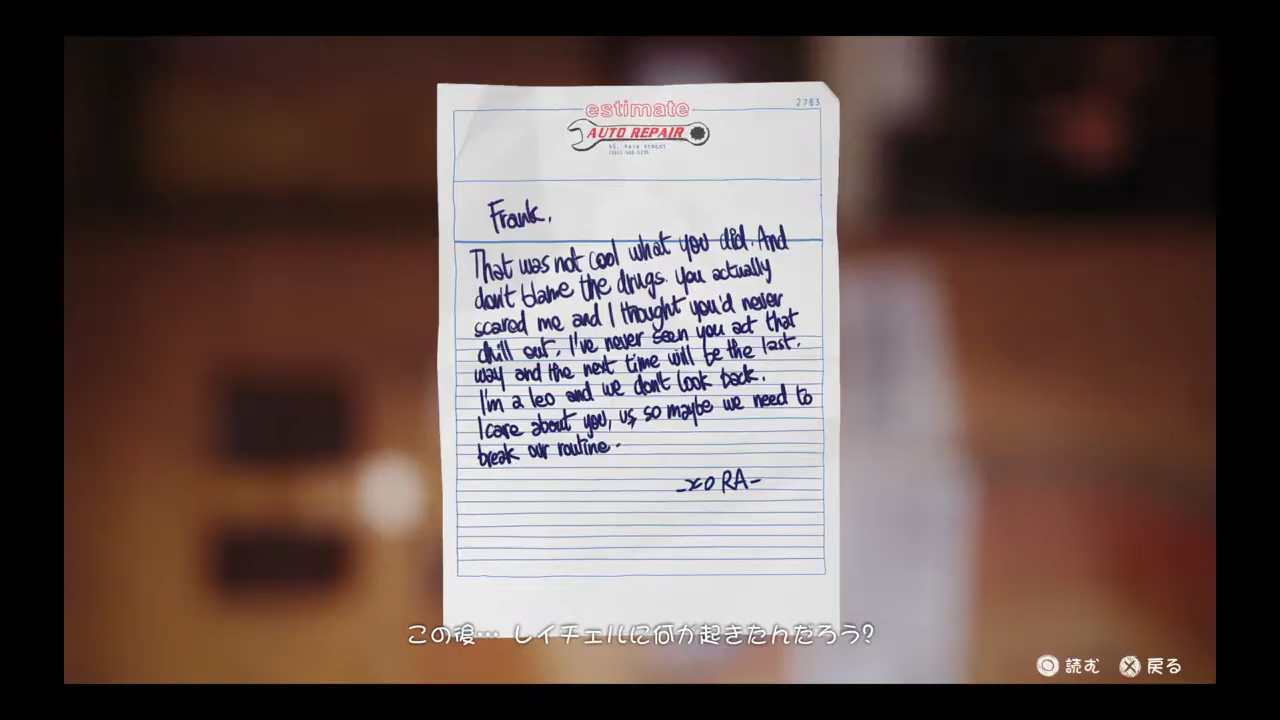 estimate
2783
AUTO REPAIR
Frank,
That was not cool what you did. And
don't blame the drugs. You actually
scared me and I thought you'd never
chill out. I've never seen you act that
way and the next time will be the last.
I'm a leo and we don't look back.
I care about you, us, so maybe we need to
break our routine.
-xo RA-
この後… レイチェルに何が起きたんだろう?
読む 戻る